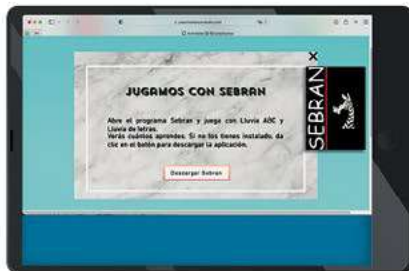 JUGAMOS CON SEBRAN
Abre el programa Sebran y juega con Lluvia ABC y
Lluvia de letras.
Verás cuántos aprendes. Si no los tienes instalado, da
clic en el botón para descargar la aplicación.
Descargar Sebran
SEBRAN